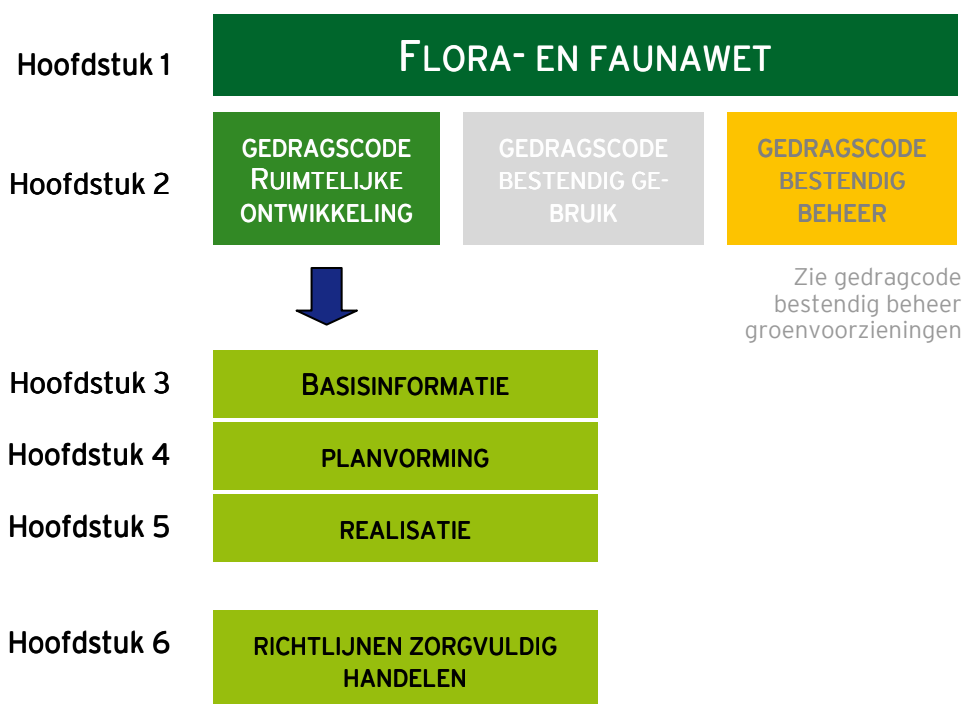 Hoofdstuk 1
FLORA- EN FAUNAWET
Hoofdstuk 2
GEDRAGSCODE
RUIMTELIJKE
ONTWIKKELING
GEDRAGSCODE
BESTENDIG GE-
BRUIK
GEDRAGSCODE
BESTENDIG
BEHEER
Zie gedragcode
bestendig beheer
groenvoorzieningen
Hoofdstuk 3
BASISINFORMATIE
Hoofdstuk 4
PLANVORMING
Hoofdstuk 5
REALISATIE
Hoofdstuk 6
RICHTLIJNEN ZORGVULDIG
HANDELEN